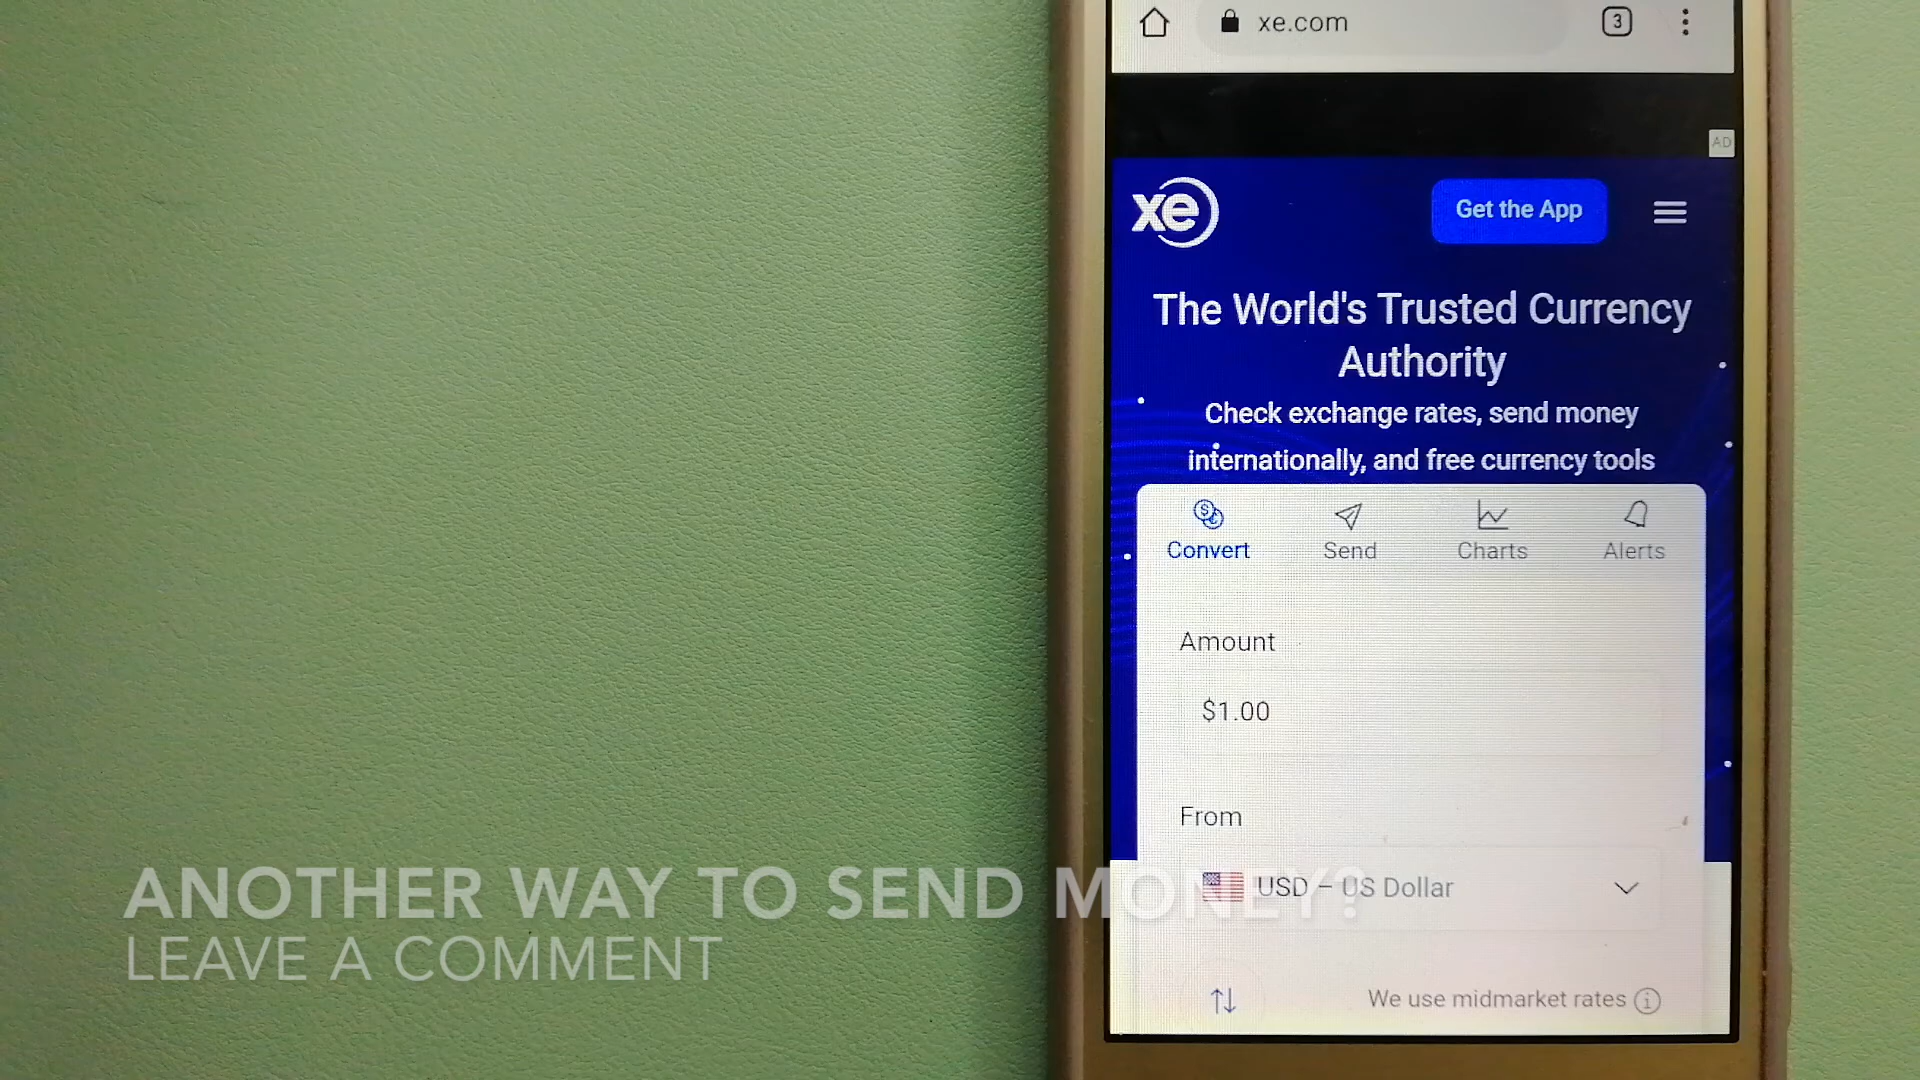 xe.com
3
AD
xe
Get the App
The World's Trusted Currency
Authority
Check exchange rates, send money
internationally, and free currency tools
Convert
Send
Charts
Alerts
Amount
$1.00
From
USD – US Dollar
We use midmarket rates
ANOTHER WAY TO SEND MONEY?
LEAVE A COMMENT